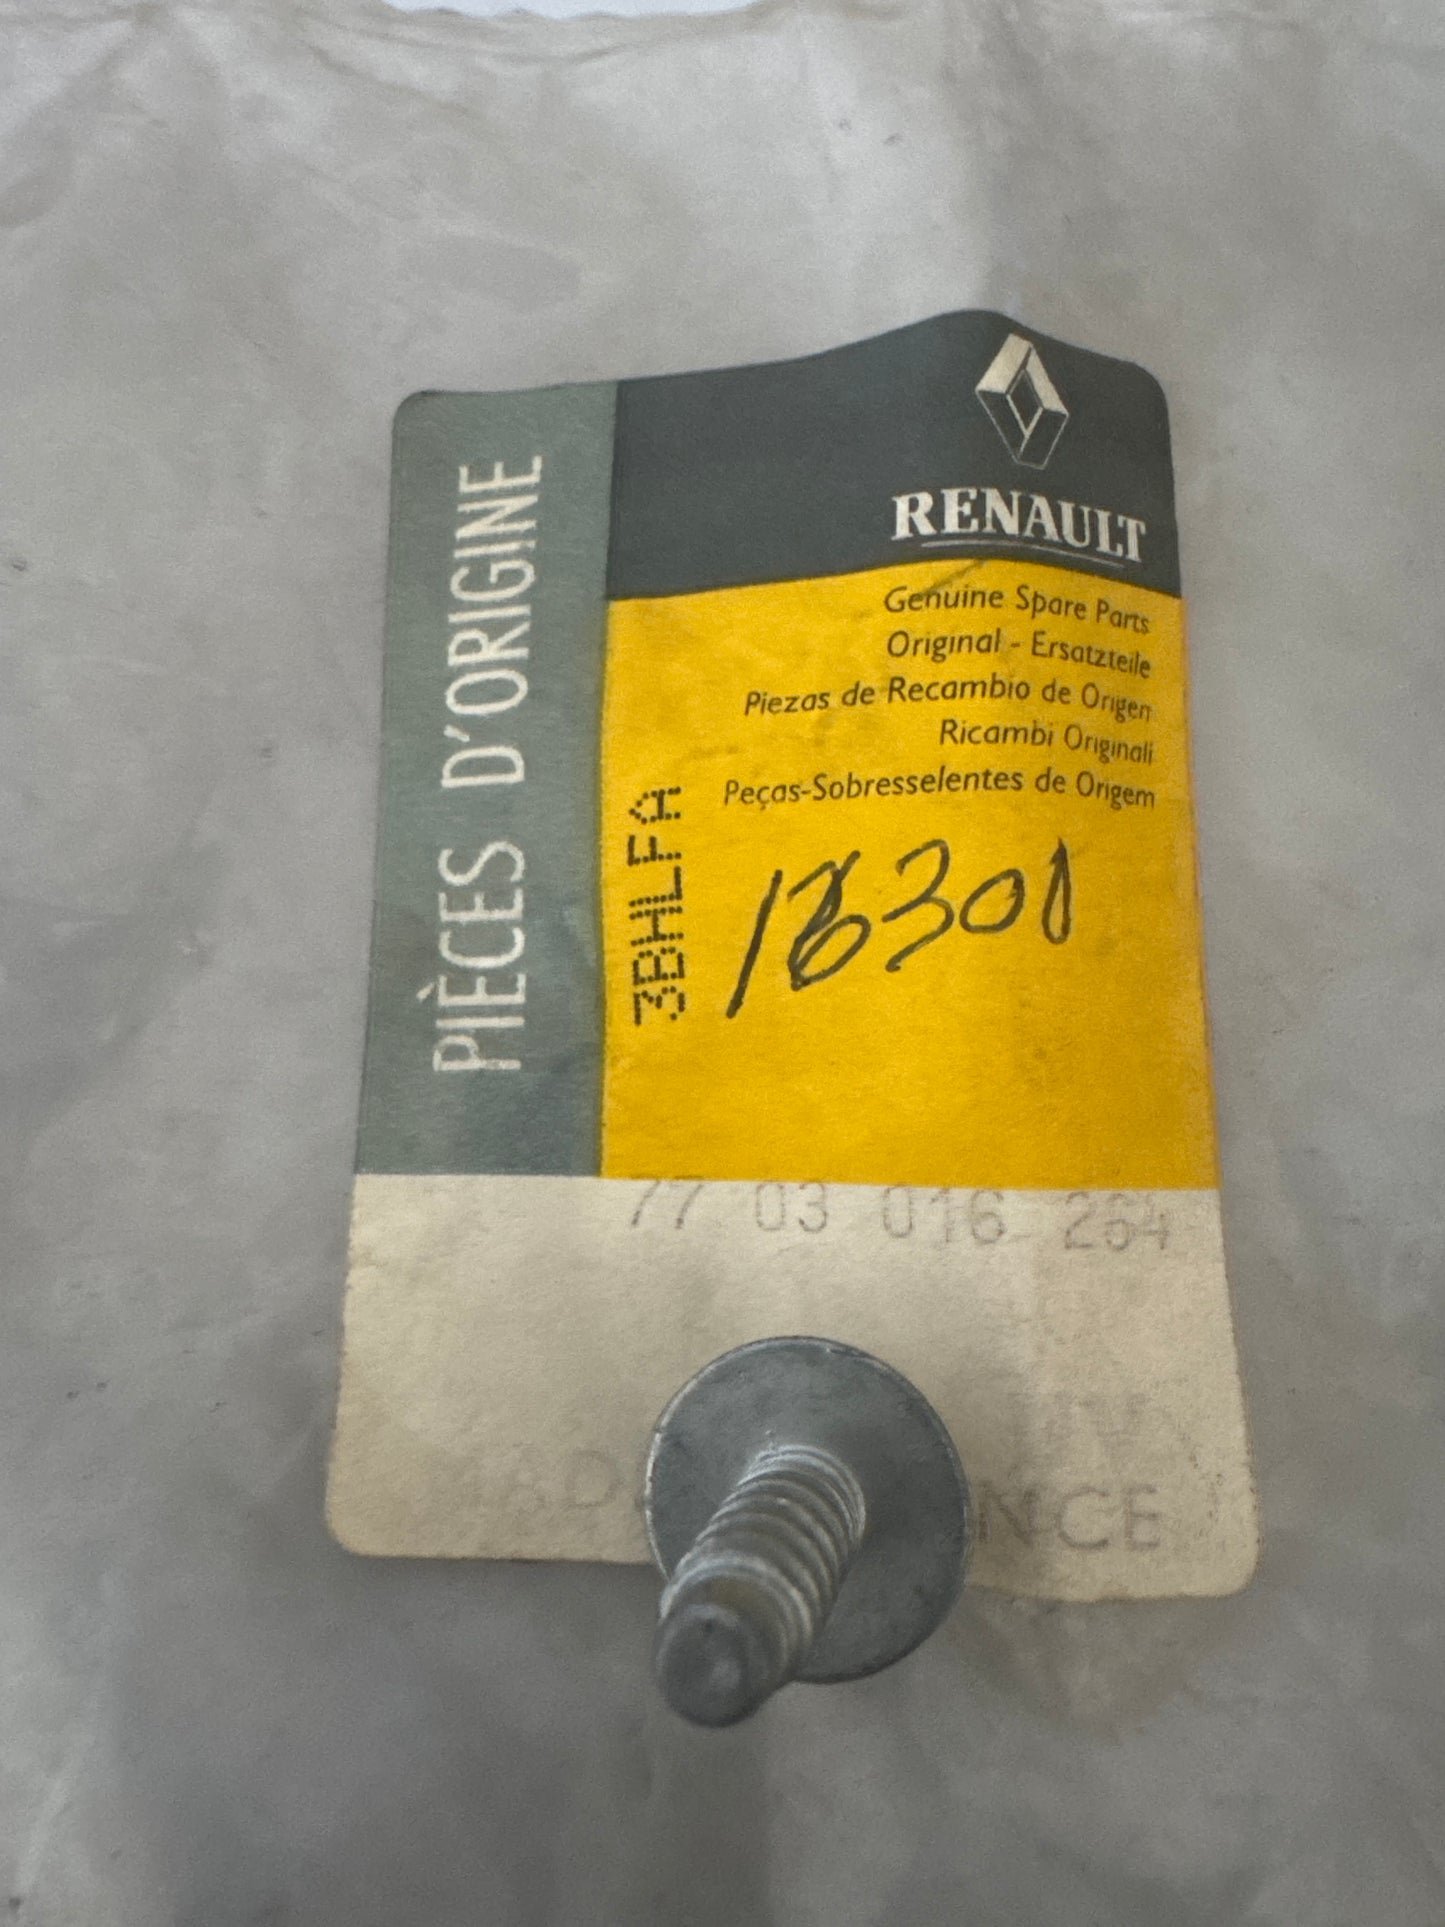 PIÈCES D'ORIGINE
RENAULT
Genuine Spare Parts
Original - Ersatzteile
Piezas de Recambio de Origen
Ricambi Originali
Peças-Sobresselentes de Origem
3BHLFA
77 03 016 264